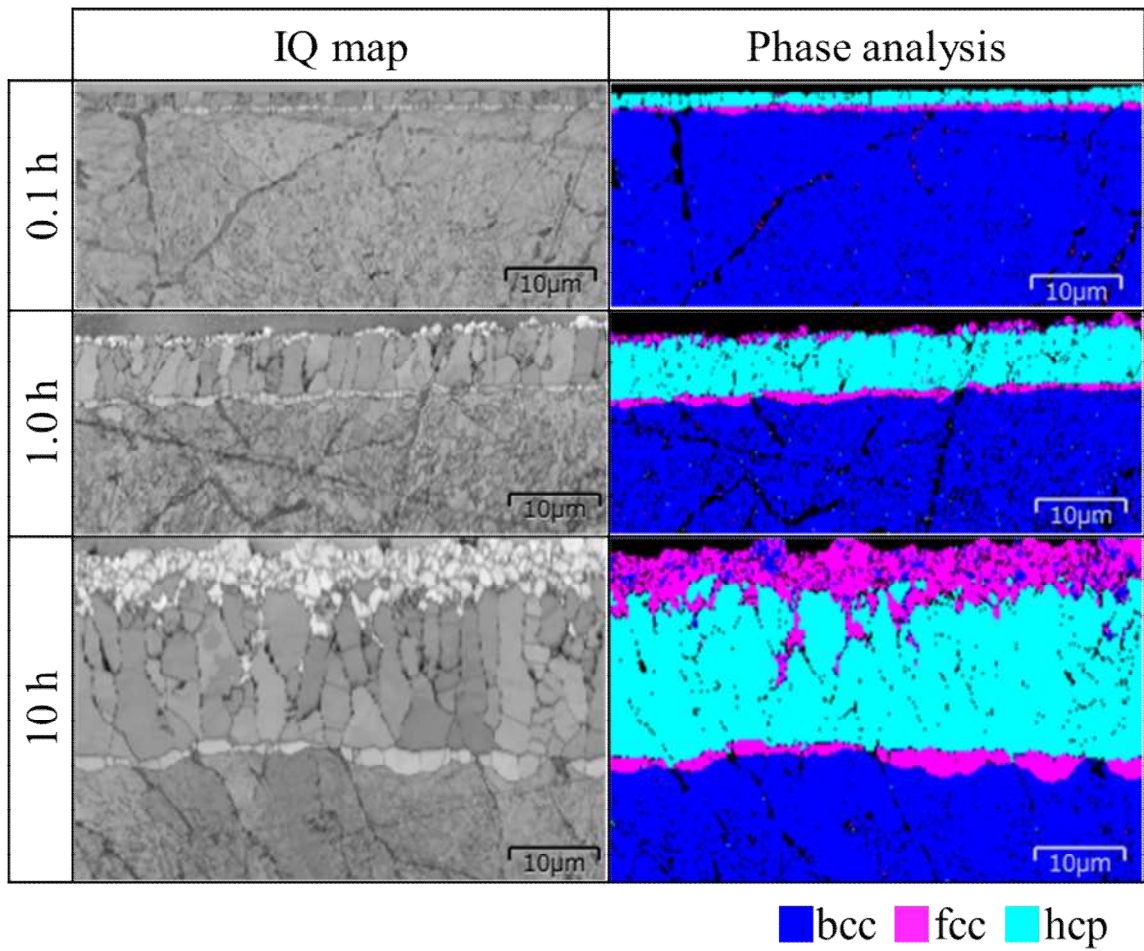 IQ map
Phase analysis
0.1 h
10μm
10μm
1.0 h
10μm
10μm
10 h
10μm
10μm
bcc fcc hcp